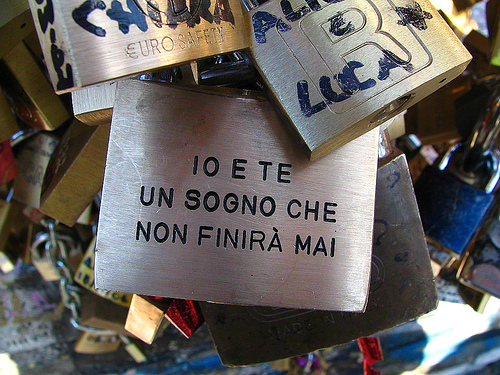 EURO SAFETY
LUCA
IO E TE
UN SOGNO CHE
NON FINIRÀ MAI